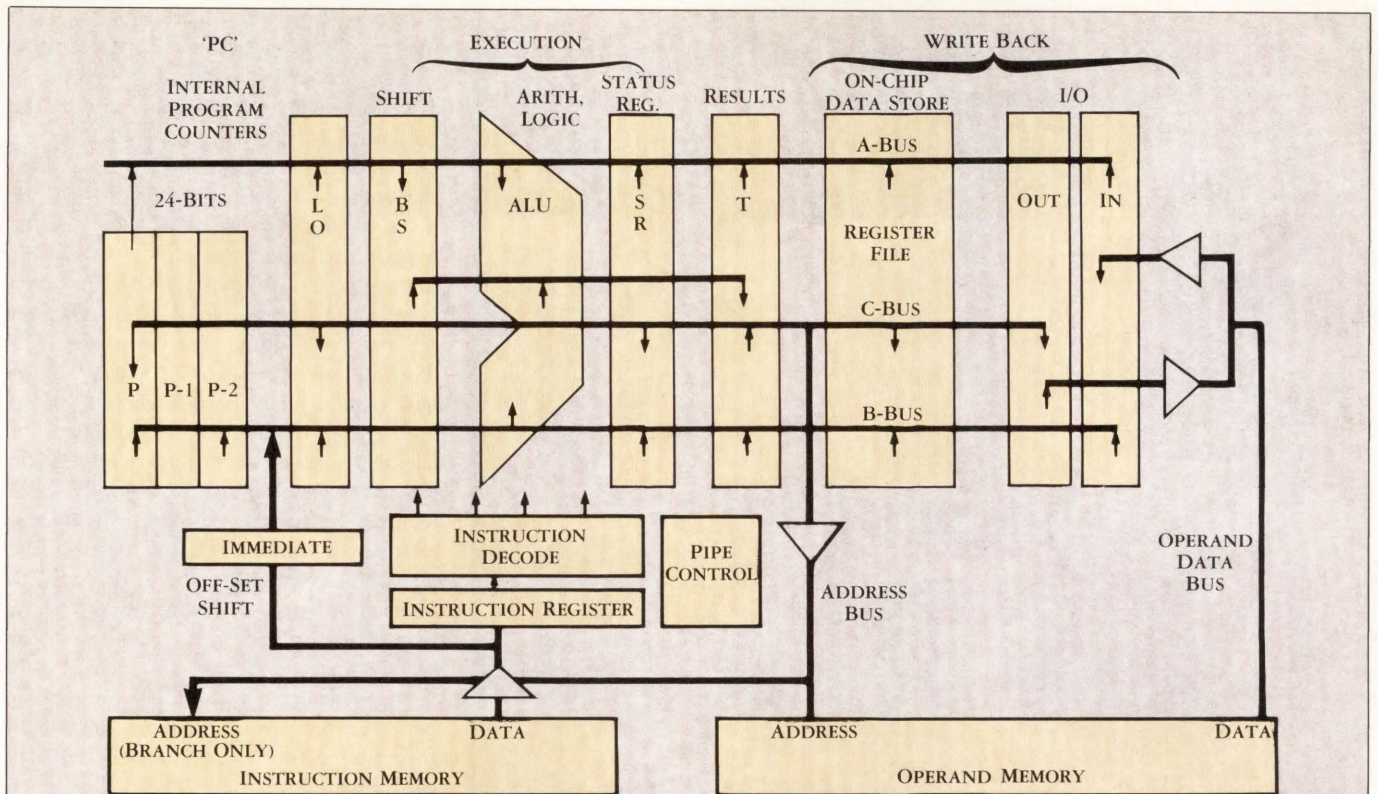 'PC'
EXECUTION
WRITE BACK
INTERNAL
PROGRAM
COUNTERS
SHIFT
ARITH,
LOGIC
STATUS
REG.
RESULTS
ON-CHIP
DATA STORE
I/O
A-BUS
24-BITS
L
O
B
S
ALU
S
R
T
OUT
IN
REGISTER
FILE
C-BUS
P
P-1
P-2
B-BUS
IMMEDIATE
INSTRUCTION
DECODE
PIPE
CONTROL
OPERAND
DATA
BUS
OFF-SET
SHIFT
INSTRUCTION REGISTER
ADDRESS
BUS
ADDRESS
(BRANCH ONLY)
DATA
INSTRUCTION MEMORY
ADDRESS
DATA
OPERAND MEMORY